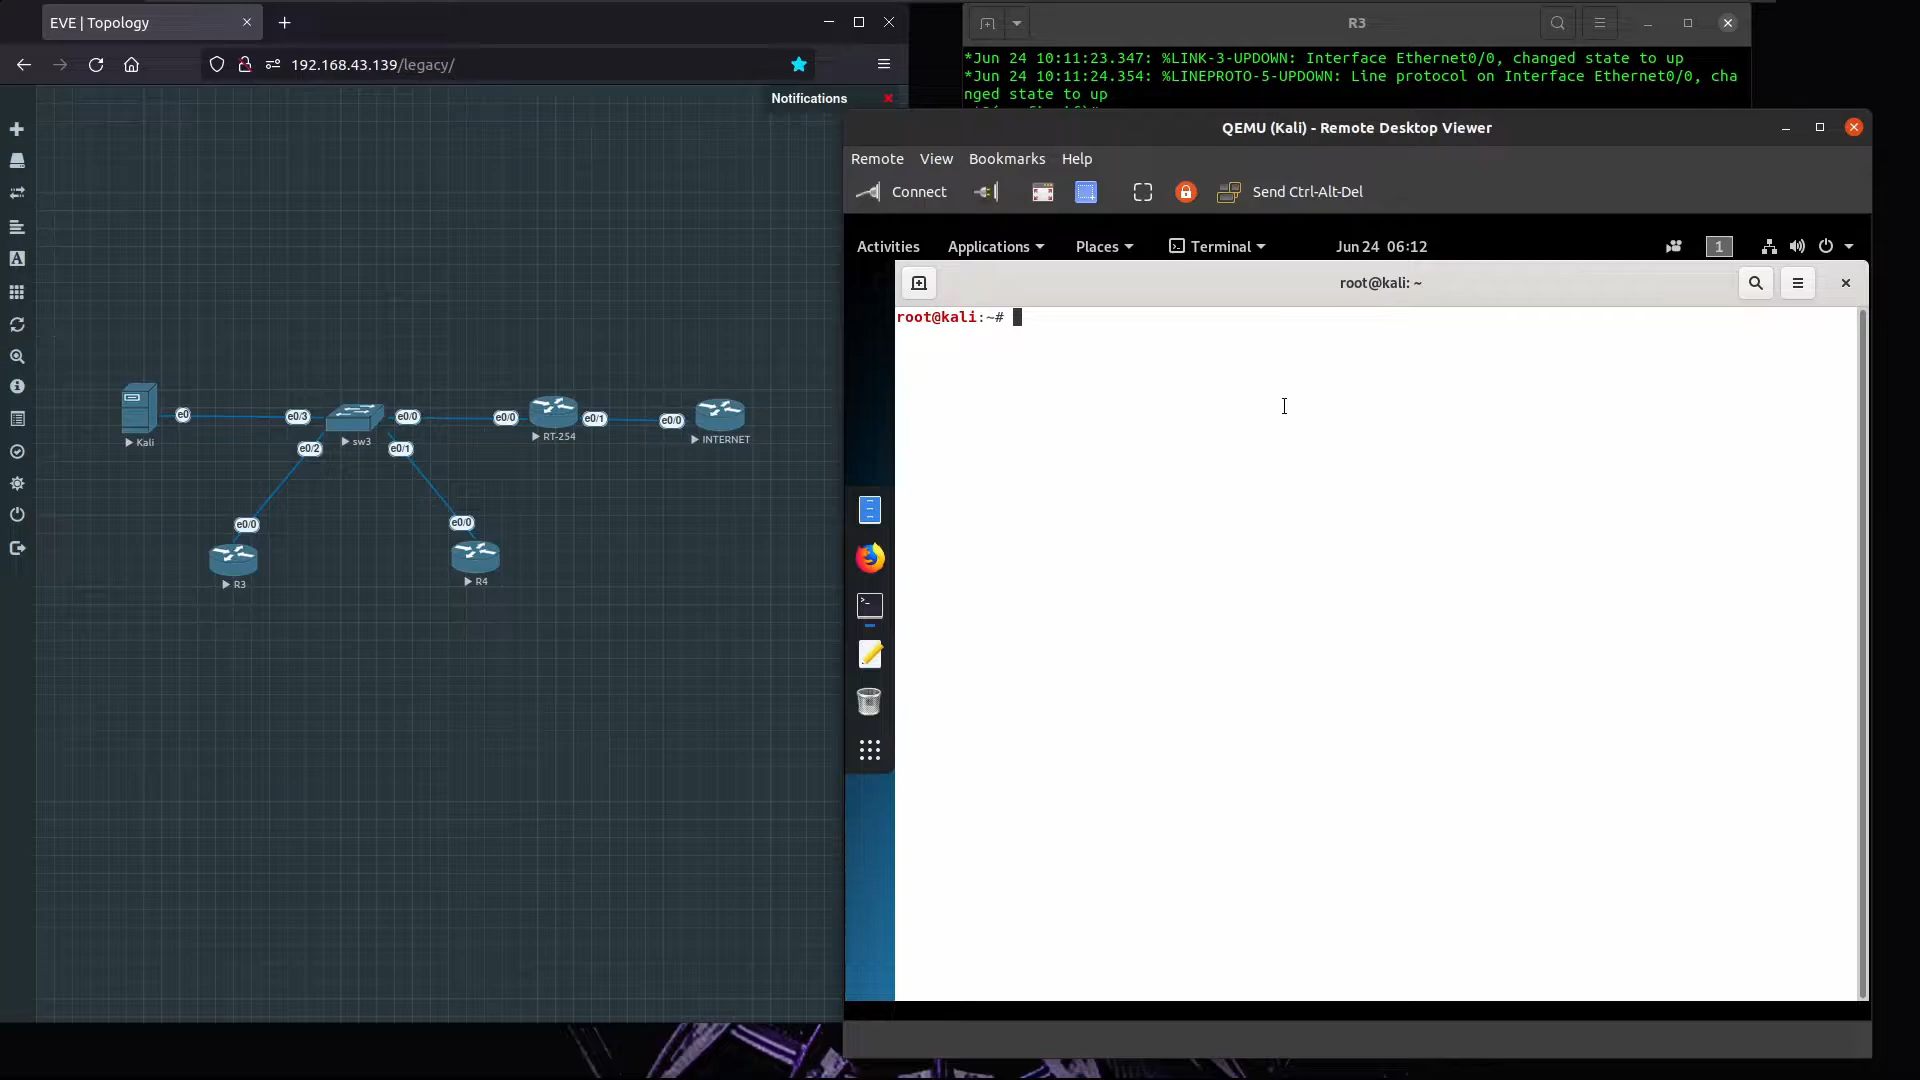 EVE | Topology
192.168.43.139/legacy/
Notifications
Kali
e0
e0/3
sw3
e0/0
e0/0
RT-254
e0/1
e0/0
INTERNET
e0/2
e0/1
e0/0
R3
e0/0
R4
R3
*Jun 24 10:11:23.347: %LINK-3-UPDOWN: Interface Ethernet0/0, changed state to up
*Jun 24 10:11:24.354: %LINEPROTO-5-UPDOWN: Line protocol on Interface Ethernet0/0, cha
nged state to up
QEMU (Kali) - Remote Desktop Viewer
Remote View Bookmarks Help
Connect Send Ctrl-Alt-Del
Activities Applications Places Terminal Jun 24 06:12 1
root@kali: ~
root@kali:~#